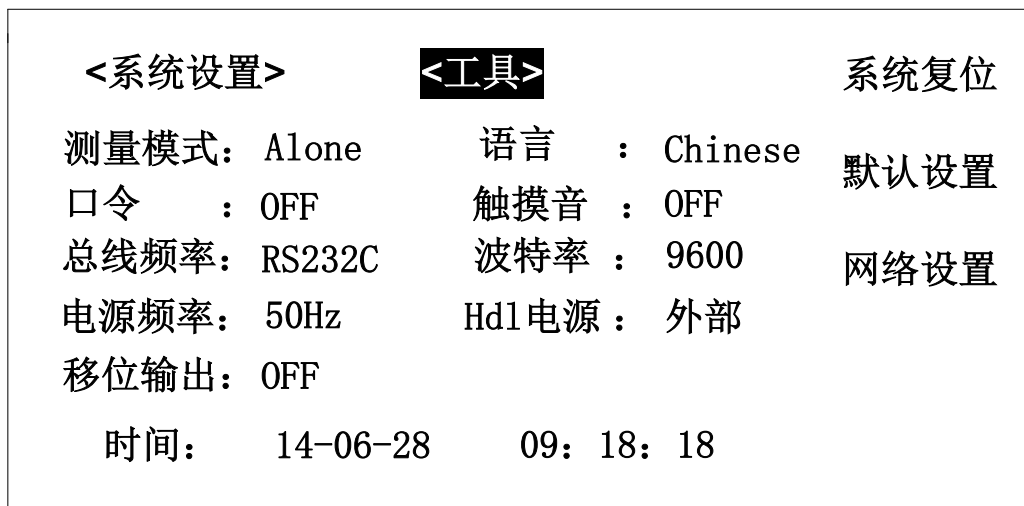 <系统设置> <工具> 系统复位
测量模式： Alone 语言 ： Chinese 默认设置
口令 ：OFF 触摸音 ： OFF
总线频率：RS232C 波特率 ： 9600 网络设置
电源频率： 50Hz Hdl电源 ： 外部
移位输出：OFF
时间： 14-06-28 09：18：18